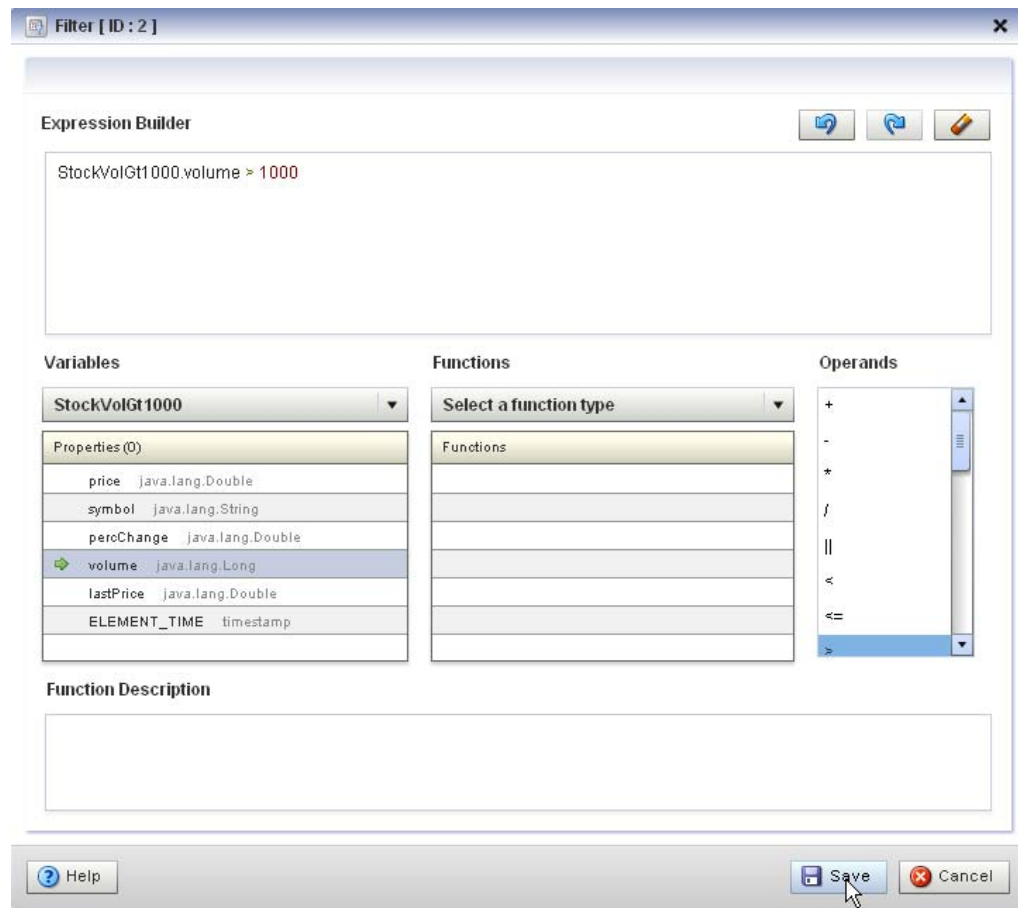 Filter [ ID : 2 ]
Expression Builder
StockVolGt1000.volume > 1000
Variables
Functions
Operands
StockVolGt1000
Select a function type
Properties (0)
Functions
price java.lang.Double
symbol java.lang.String
percChange java.lang.Double
volume java.lang.Long
lastPrice java.lang.Double
ELEMENT_TIME timestamp
+
-
*
/
||
<
<=
>
Function Description
Help
Save
Cancel